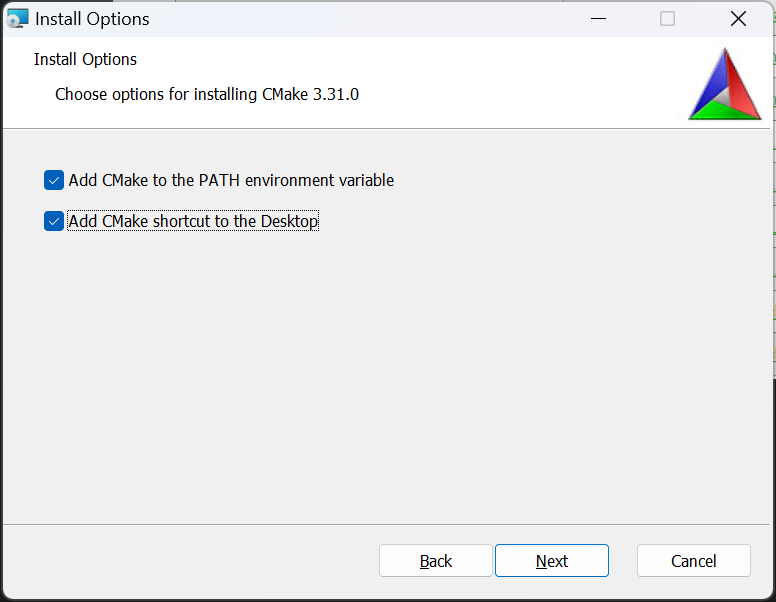 Install Options
Install Options
Choose options for installing CMake 3.31.0
Add CMake to the PATH environment variable
Add CMake shortcut to the Desktop
Back Next Cancel